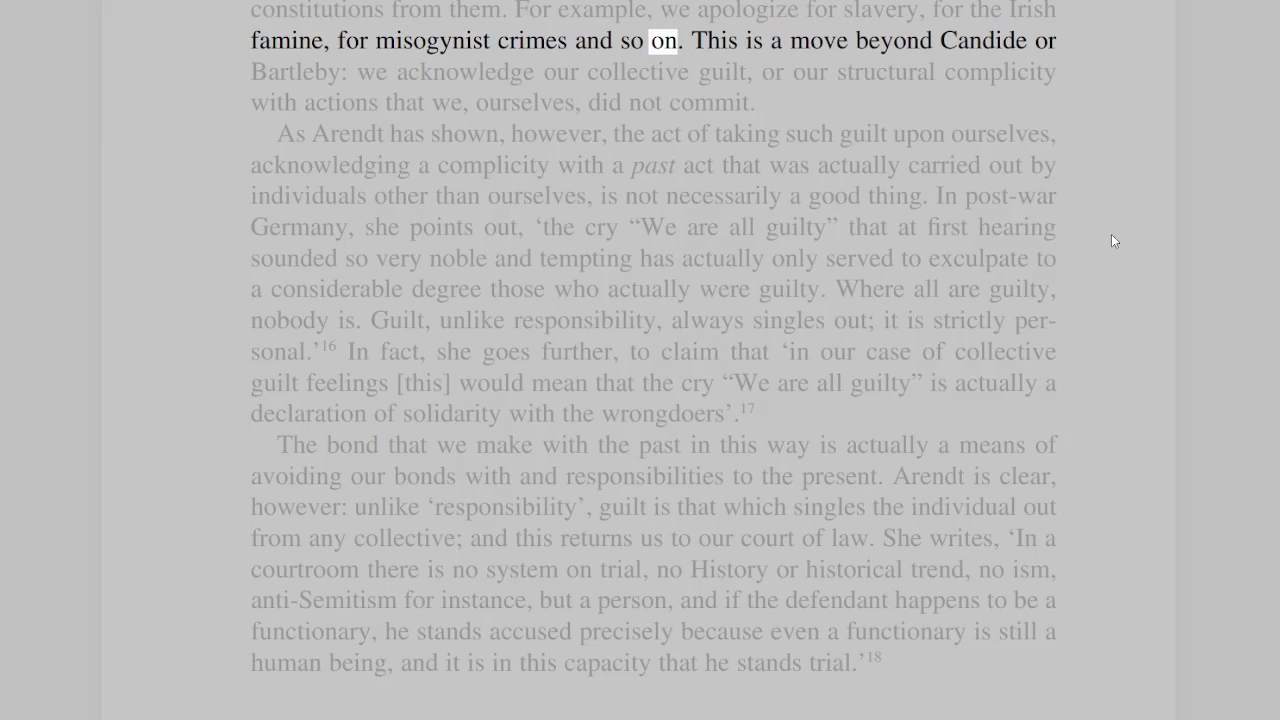 constitutions from them. For example, we apologize for slavery, for the Irish
famine, for misogynist crimes and so on. This is a move beyond Candide or
Bartleby: we acknowledge our collective guilt, or our structural complicity
with actions that we, ourselves, did not commit.
As Arendt has shown, however, the act of taking such guilt upon ourselves,
acknowledging a complicity with a past act that was actually carried out by
individuals other than ourselves, is not necessarily a good thing. In post-war
Germany, she points out, ‘the cry “We are all guilty” that at first hearing
sounded so very noble and tempting has actually only served to exculpate to
a considerable degree those who actually were guilty. Where all are guilty,
nobody is. Guilt, unlike responsibility, always singles out; it is strictly per-
sonal.’16 In fact, she goes further, to claim that ‘in our case of collective
guilt feelings [this] would mean that the cry “We are all guilty” is actually a
declaration of solidarity with the wrongdoers’.17
The bond that we make with the past in this way is actually a means of
avoiding our bonds with and responsibilities to the present. Arendt is clear,
however: unlike ‘responsibility’, guilt is that which singles the individual out
from any collective; and this returns us to our court of law. She writes, ‘In a
courtroom there is no system on trial, no History or historical trend, no ism,
anti-Semitism for instance, but a person, and if the defendant happens to be a
functionary, he stands accused precisely because even a functionary is still a
human being, and it is in this capacity that he stands trial.’18